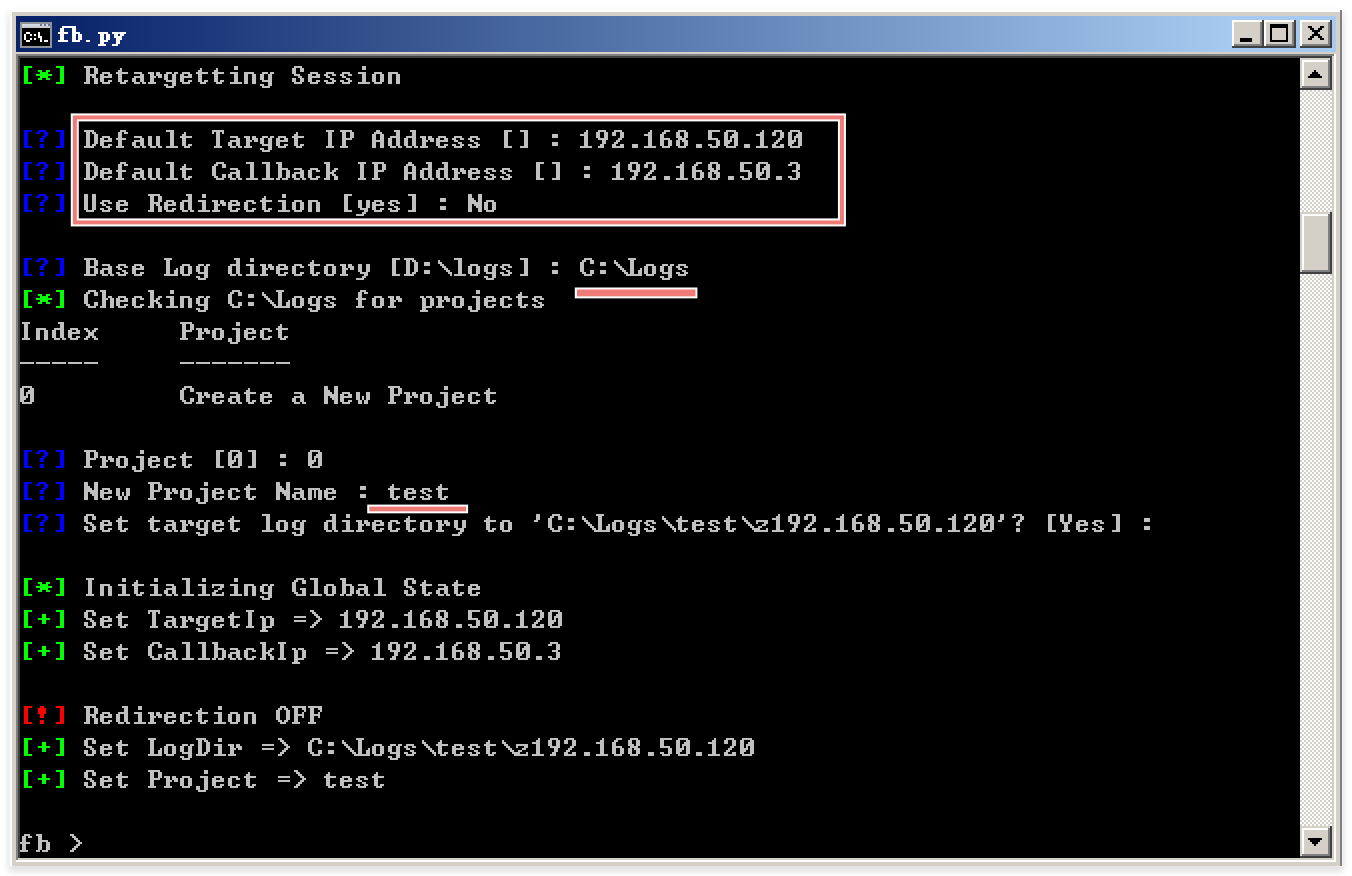 fb.py
[*] Retargetting Session
[?] Default Target IP Address [] : 192.168.50.120
[?] Default Callback IP Address [] : 192.168.50.3
[?] Use Redirection [yes] : No
[?] Base Log directory [D:\logs] : C:\Logs
[*] Checking C:\Logs for projects
Index     Project
-----     -------
0         Create a New Project
[?] Project [0] : 0
[?] New Project Name : test
[?] Set target log directory to 'C:\Logs\test\z192.168.50.120'? [Yes] :
[*] Initializing Global State
[+] Set TargetIp => 192.168.50.120
[+] Set CallbackIp => 192.168.50.3
[!] Redirection OFF
[+] Set LogDir => C:\Logs\test\z192.168.50.120
[+] Set Project => test
fb >